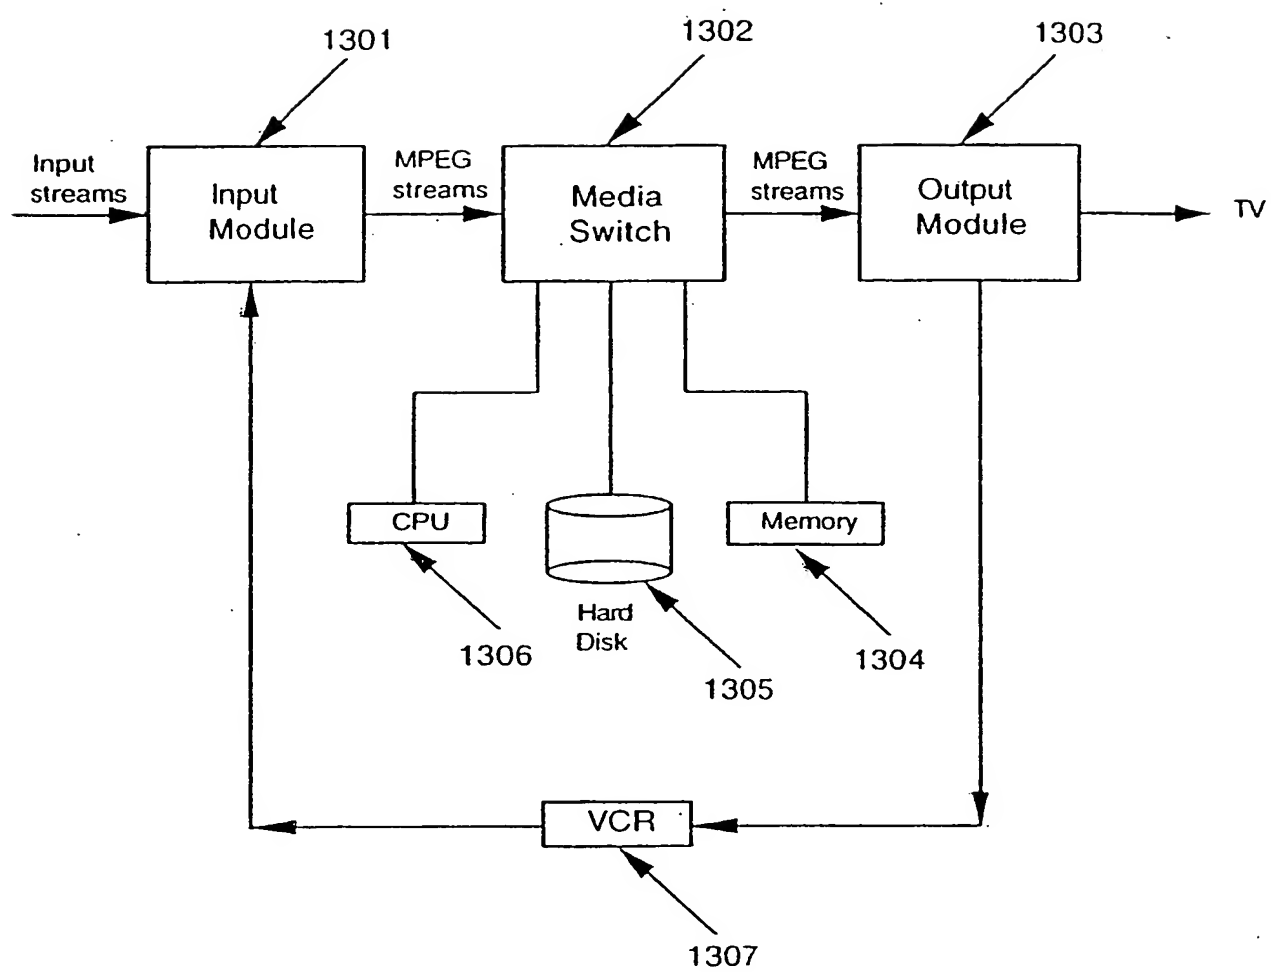 1301
1302
1303
Input
streams
Input
Module
MPEG
streams
Media
Switch
MPEG
streams
Output
Module
TV
CPU
Memory
Hard
Disk
1306
1305
1304
VCR
1307